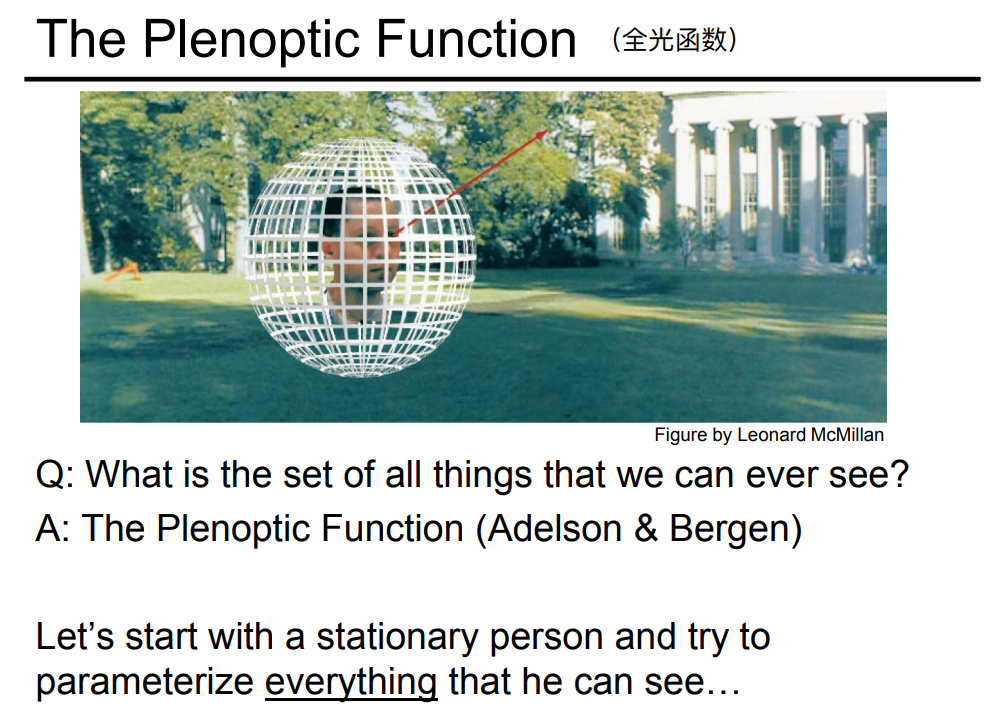 The Plenoptic Function （全光函数）
Figure by Leonard McMillan
Q: What is the set of all things that we can ever see?
A: The Plenoptic Function (Adelson & Bergen)
Let’s start with a stationary person and try to
parameterize everything that he can see…